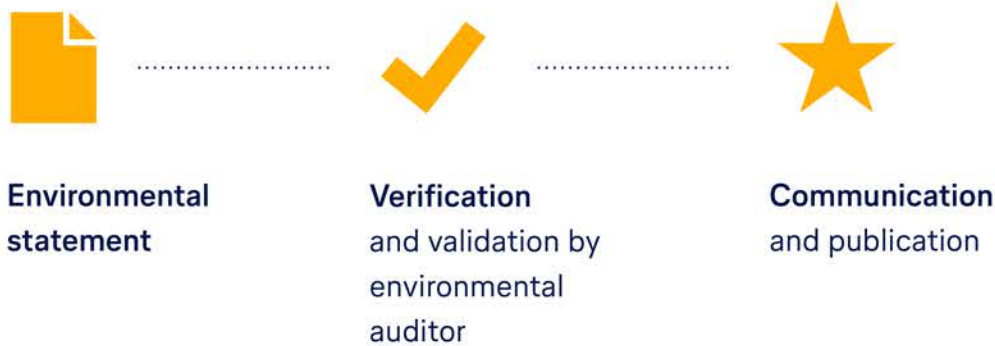 Environmental
statement
Verification
and validation by
environmental
auditor
Communication
and publication